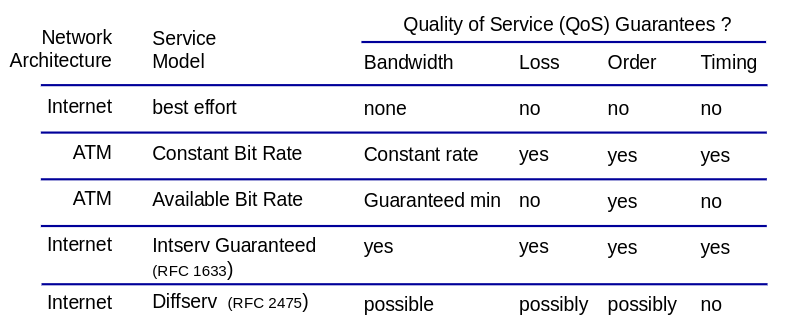 Quality of Service (QoS) Guarantees ?
Network Architecture Service Model Bandwidth Loss Order Timing
Internet best effort none no no no
ATM Constant Bit Rate Constant rate yes yes yes
ATM Available Bit Rate Guaranteed min no yes no
Internet Intserv Guaranteed yes yes yes yes
(RFC 1633)
Internet Diffserv (RFC 2475) possible possibly possibly no